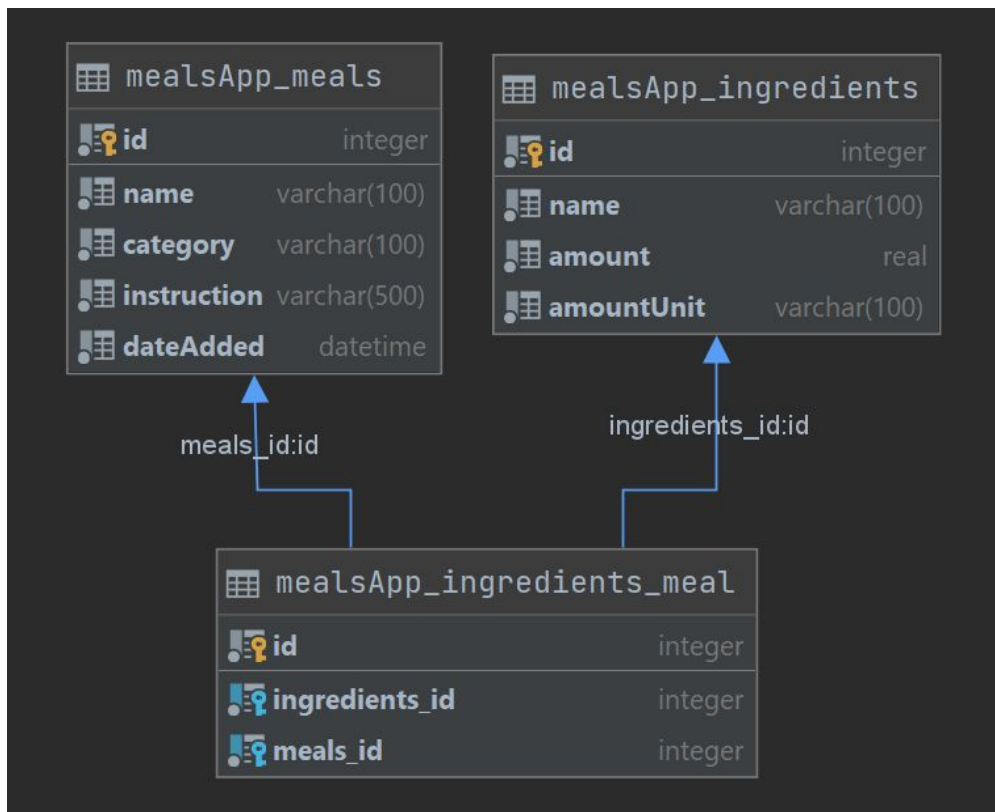 mealsApp_meals
id integer
name varchar(100)
category varchar(100)
instruction varchar(500)
dateAdded datetime
mealsApp_ingredients
id integer
name varchar(100)
amount real
amountUnit varchar(100)
meals_id:id
ingredients_id:id
mealsApp_ingredients_meal
id integer
ingredients_id integer
meals_id integer